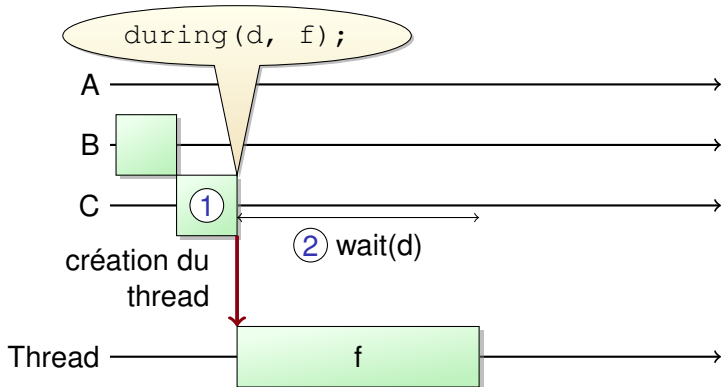 during(d, f);
A
B
C
1
2 wait(d)
création du
thread
Thread
f